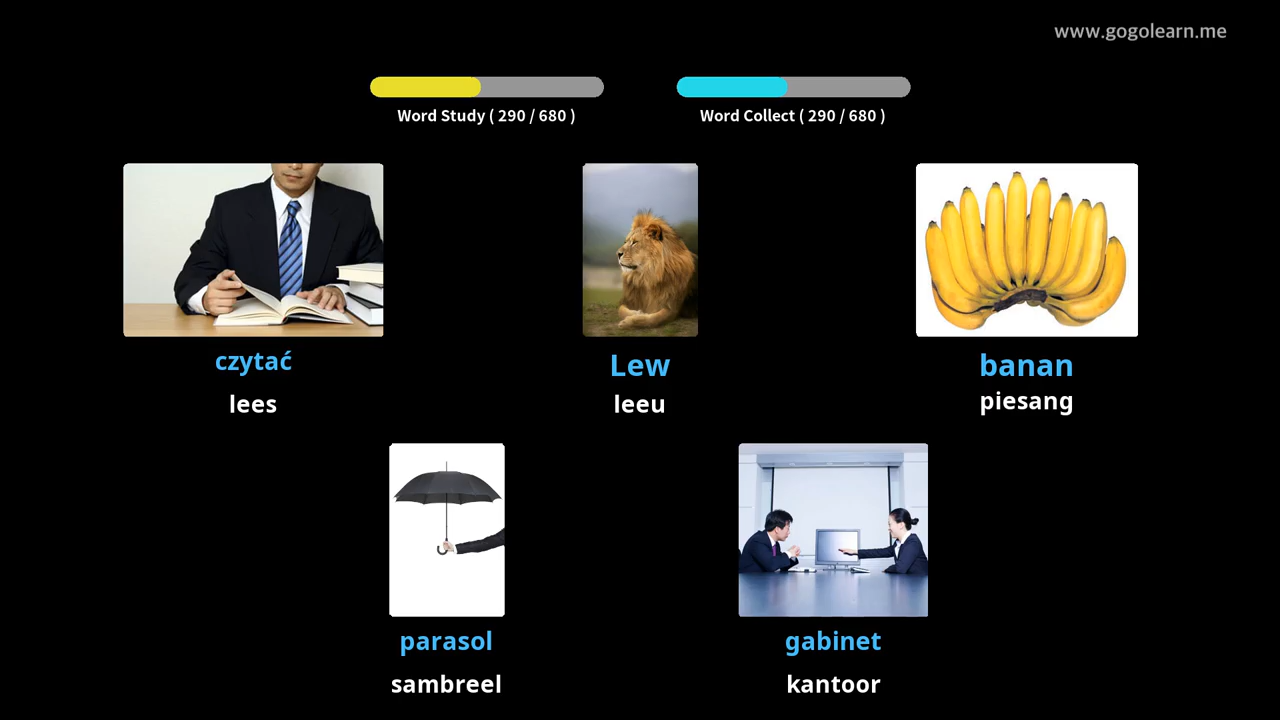 www.gogolearn.me
Word Study ( 290 / 680 )
Word Collect ( 290 / 680 )
czytać
lees
Lew
leeu
banan
piesang
parasol
sambreel
gabinet
kantoor